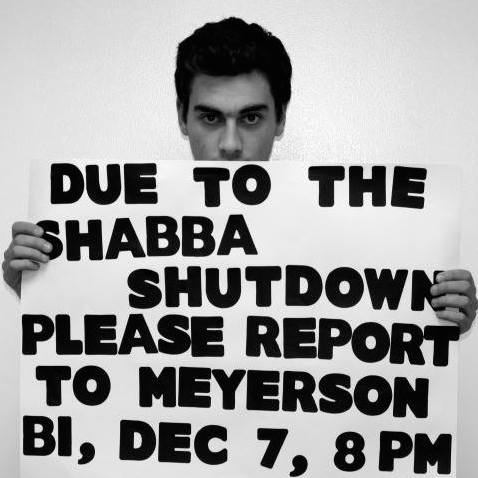 DUE TO THE
SHABBA
SHUTDOWN
PLEASE REPORT
TO MEYERSON
BI, DEC 7, 8 PM